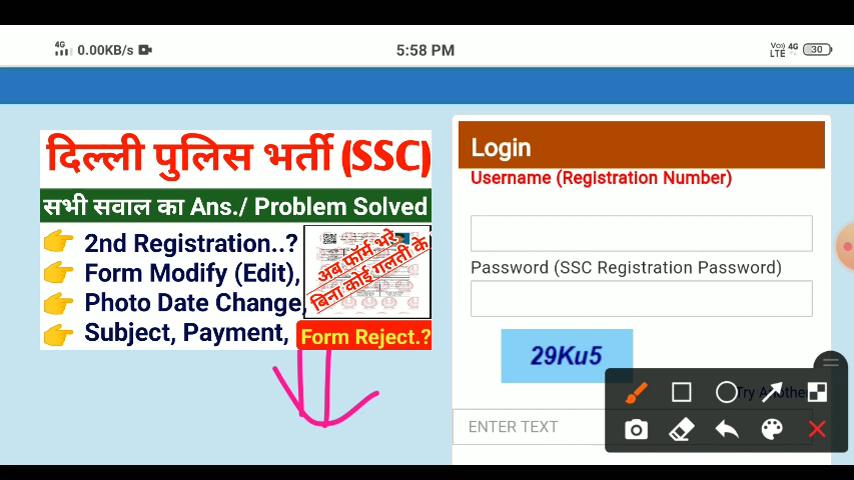 4G 0.00KB/s 5:58 PM Vo)) LTE 4G 30
दिल्ली पुलिस भर्ती (SSC)
सभी सवाल का Ans./ Problem Solved
2nd Registration..?
Form Modify (Edit),
Photo Date Change,
Subject, Payment,
अब फॉर्म भरे
बिना कोई गलती के
Form Reject.?
Login
Username (Registration Number)
Password (SSC Registration Password)
29Ku5
Try Another
ENTER TEXT